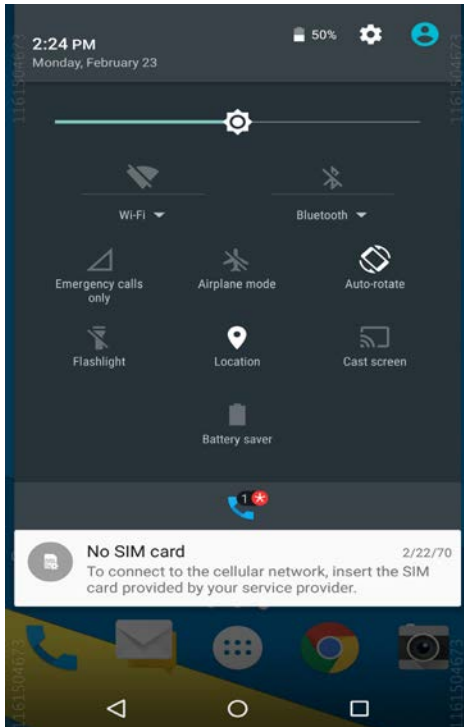 2:24 PM
50%
Monday, February 23
Wi-Fi
Bluetooth
Emergency calls
only
Airplane mode
Auto-rotate
Flashlight
Location
Cast screen
Battery saver
1
No SIM card
2/22/70
To connect to the cellular network, insert the SIM
card provided by your service provider.
1161504673
1161504673
1161504673
1161504673